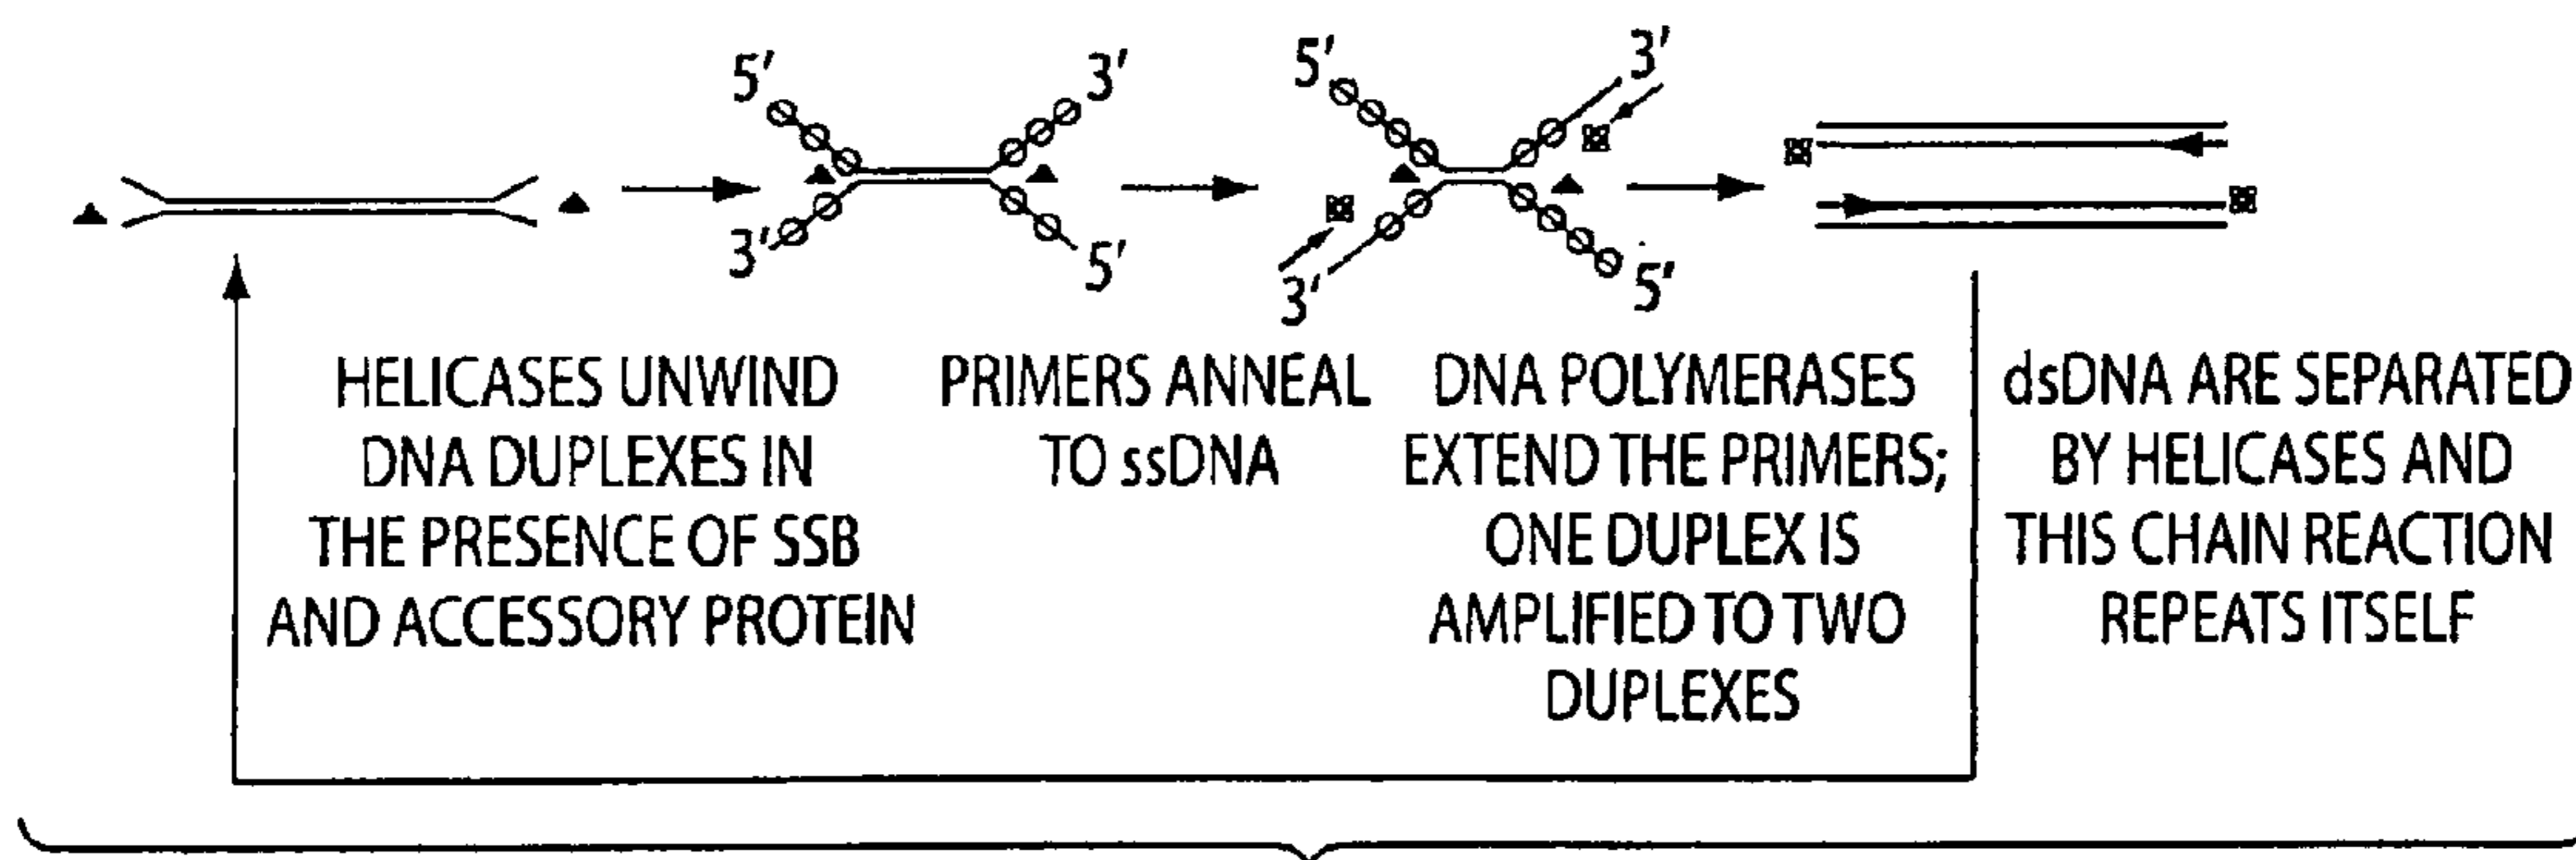 5' 3'
3' 5'
5' 3'
3' 5'
HELICASES UNWIND
DNA DUPLEXES IN
THE PRESENCE OF SSB
AND ACCESSORY PROTEIN
PRIMERS ANNEAL
TO ssDNA
DNA POLYMERASES
EXTEND THE PRIMERS;
ONE DUPLEX IS
AMPLIFIED TO TWO
DUPLEXES
dsDNA ARE SEPARATED
BY HELICASES AND
THIS CHAIN REACTION
REPEATS ITSELF